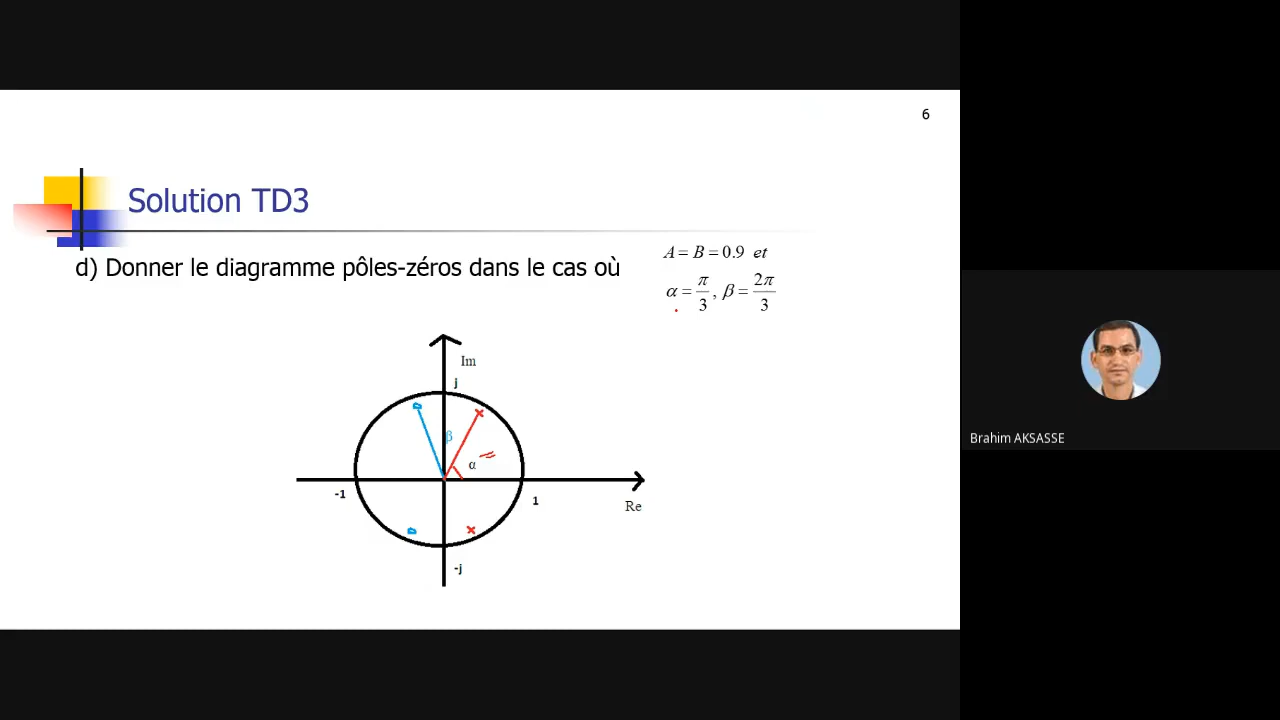 6
Solution TD3
d) Donner le diagramme pôles-zéros dans le cas où
A = B = 0.9 et
α = π/3 , β = 2π/3
Im
j
β
α
-1
1
Re
-j
Brahim AKSASSE